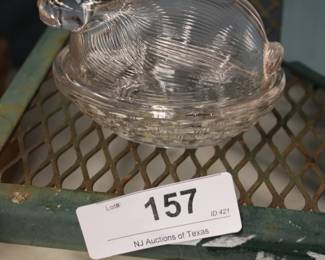 Lot#
157
ID:421
NJ Auctions of Texas